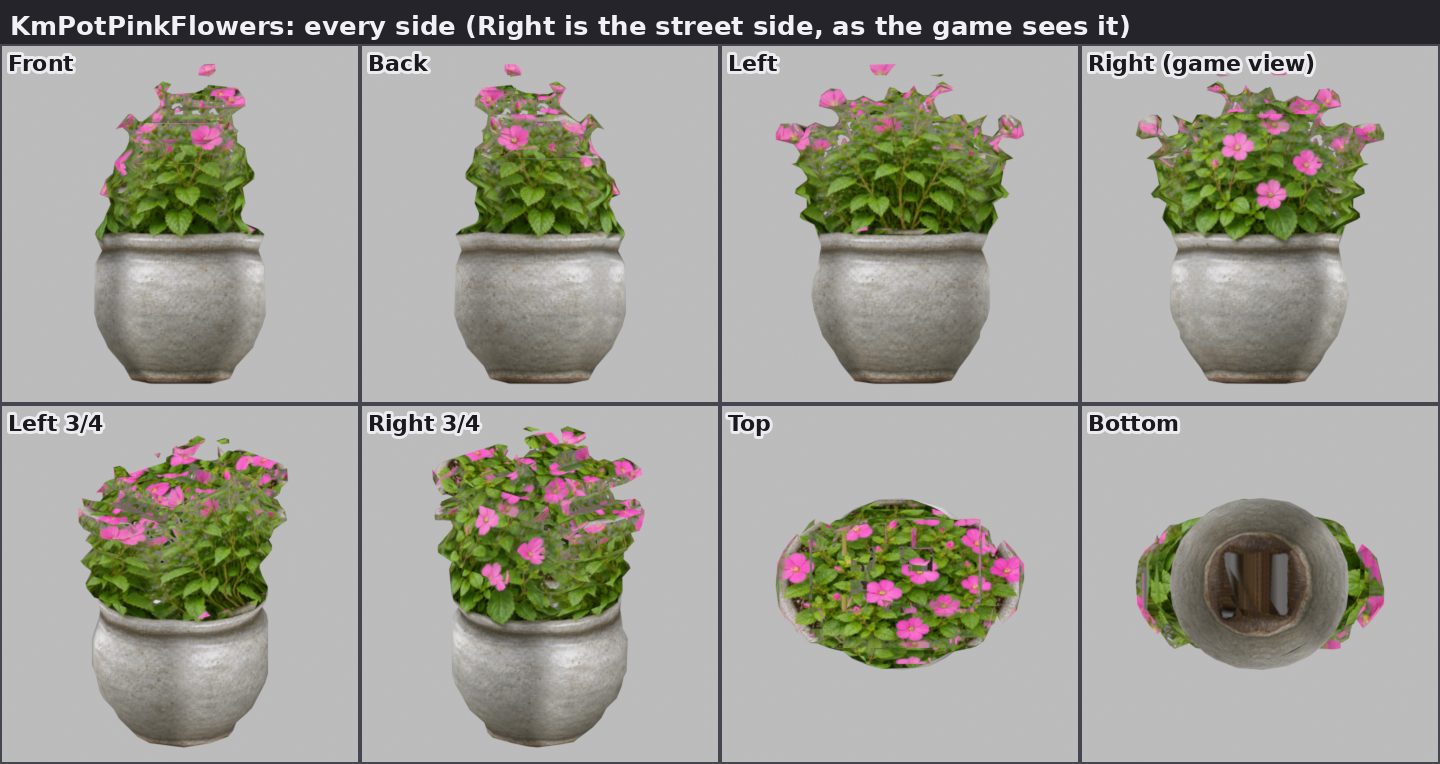 KmPotPinkFlowers: every side (Right is the street side, as the game sees it)
Front
Back
Left
Right (game view)
Left 3/4
Right 3/4
Top
Bottom